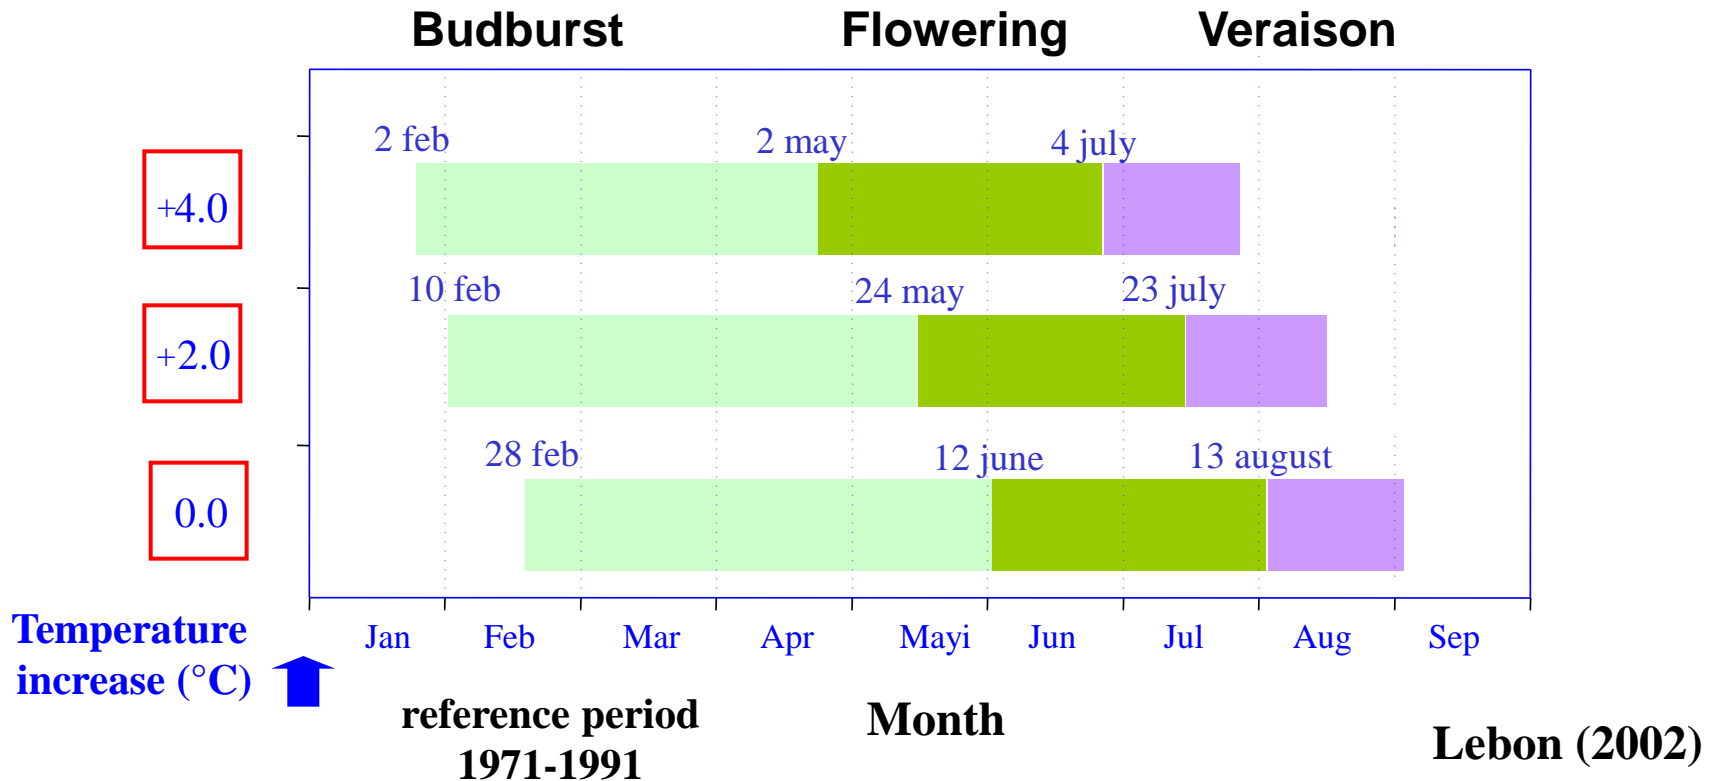 Budburst Flowering Veraison
2 feb 2 may 4 july
+4.0
10 feb 24 may 23 july
+2.0
28 feb 12 june 13 august
0.0
Jan Feb Mar Apr Mayi Jun Jul Aug Sep
Temperature
increase (°C)
reference period
1971-1991
Month
Lebon (2002)